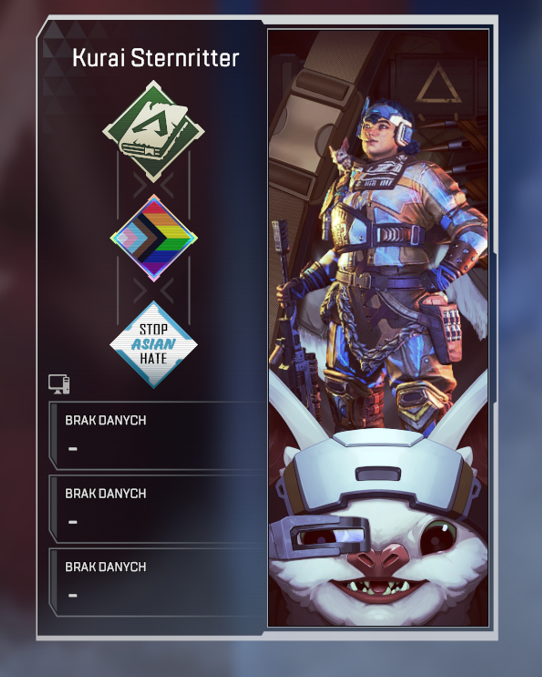 Kurai Sternritter
STOP
ASIAN
HATE
BRAK DANYCH
-
BRAK DANYCH
-
BRAK DANYCH
-